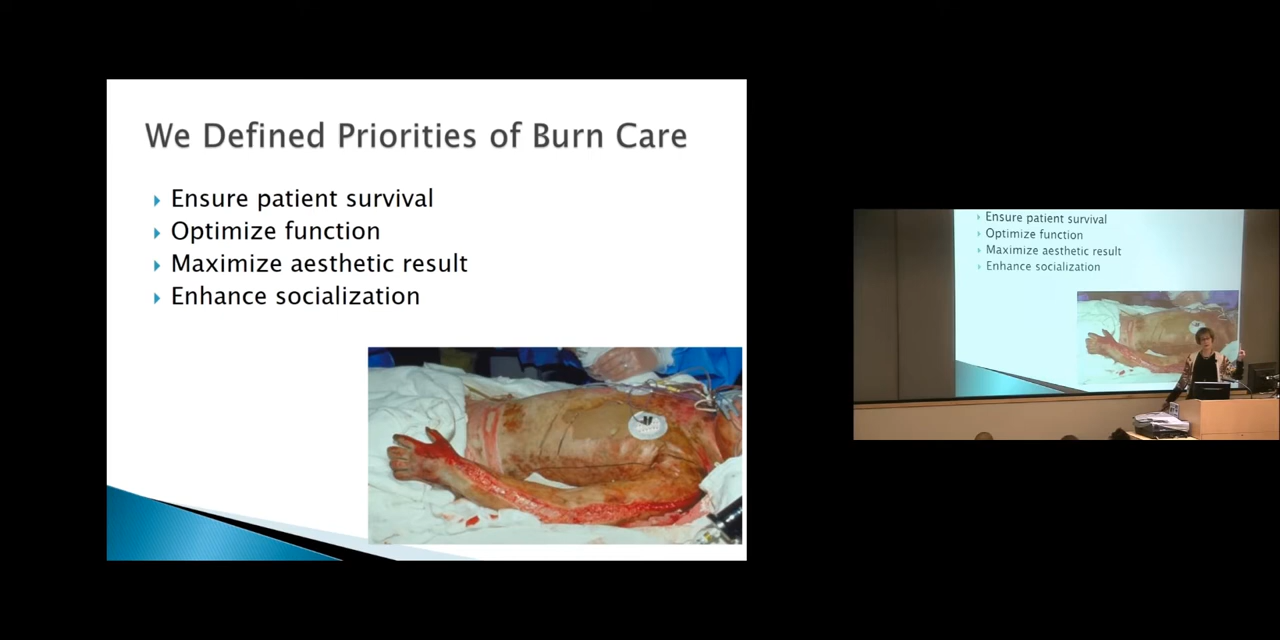 We Defined Priorities of Burn Care
Ensure patient survival
Optimize function
Maximize aesthetic result
Enhance socialization
Ensure patient survival
Optimize function
Maximize aesthetic result
Enhance socialization